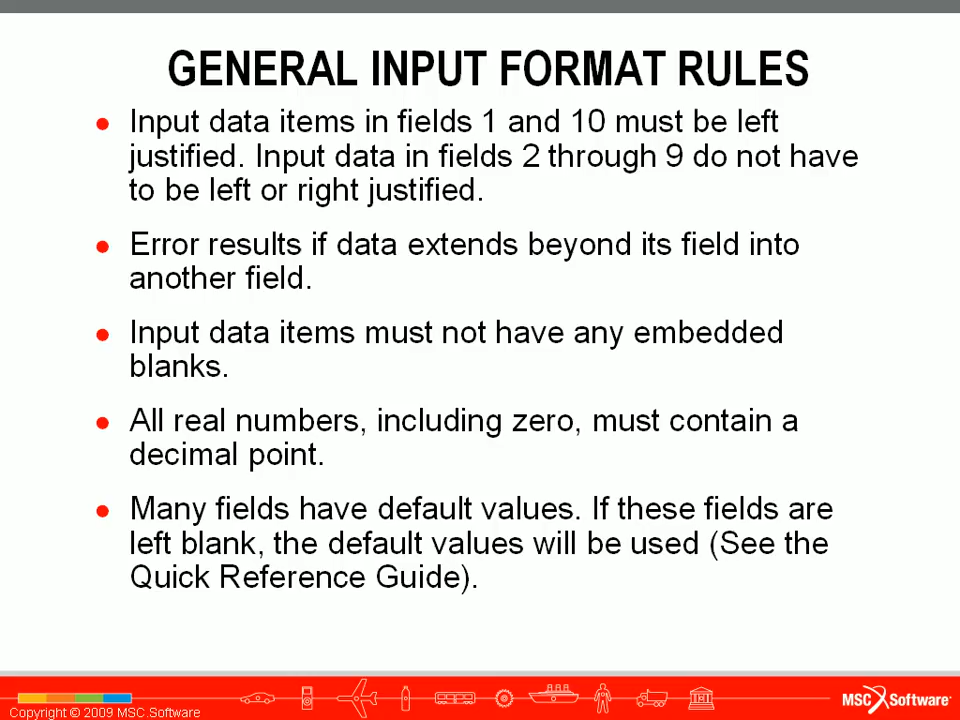 GENERAL INPUT FORMAT RULES
Input data items in fields 1 and 10 must be left
justified. Input data in fields 2 through 9 do not have
to be left or right justified.
Error results if data extends beyond its field into
another field.
Input data items must not have any embedded
blanks.
All real numbers, including zero, must contain a
decimal point.
Many fields have default values. If these fields are
left blank, the default values will be used (See the
Quick Reference Guide).
Copyright © 2009 MSC.Software
MSC Software